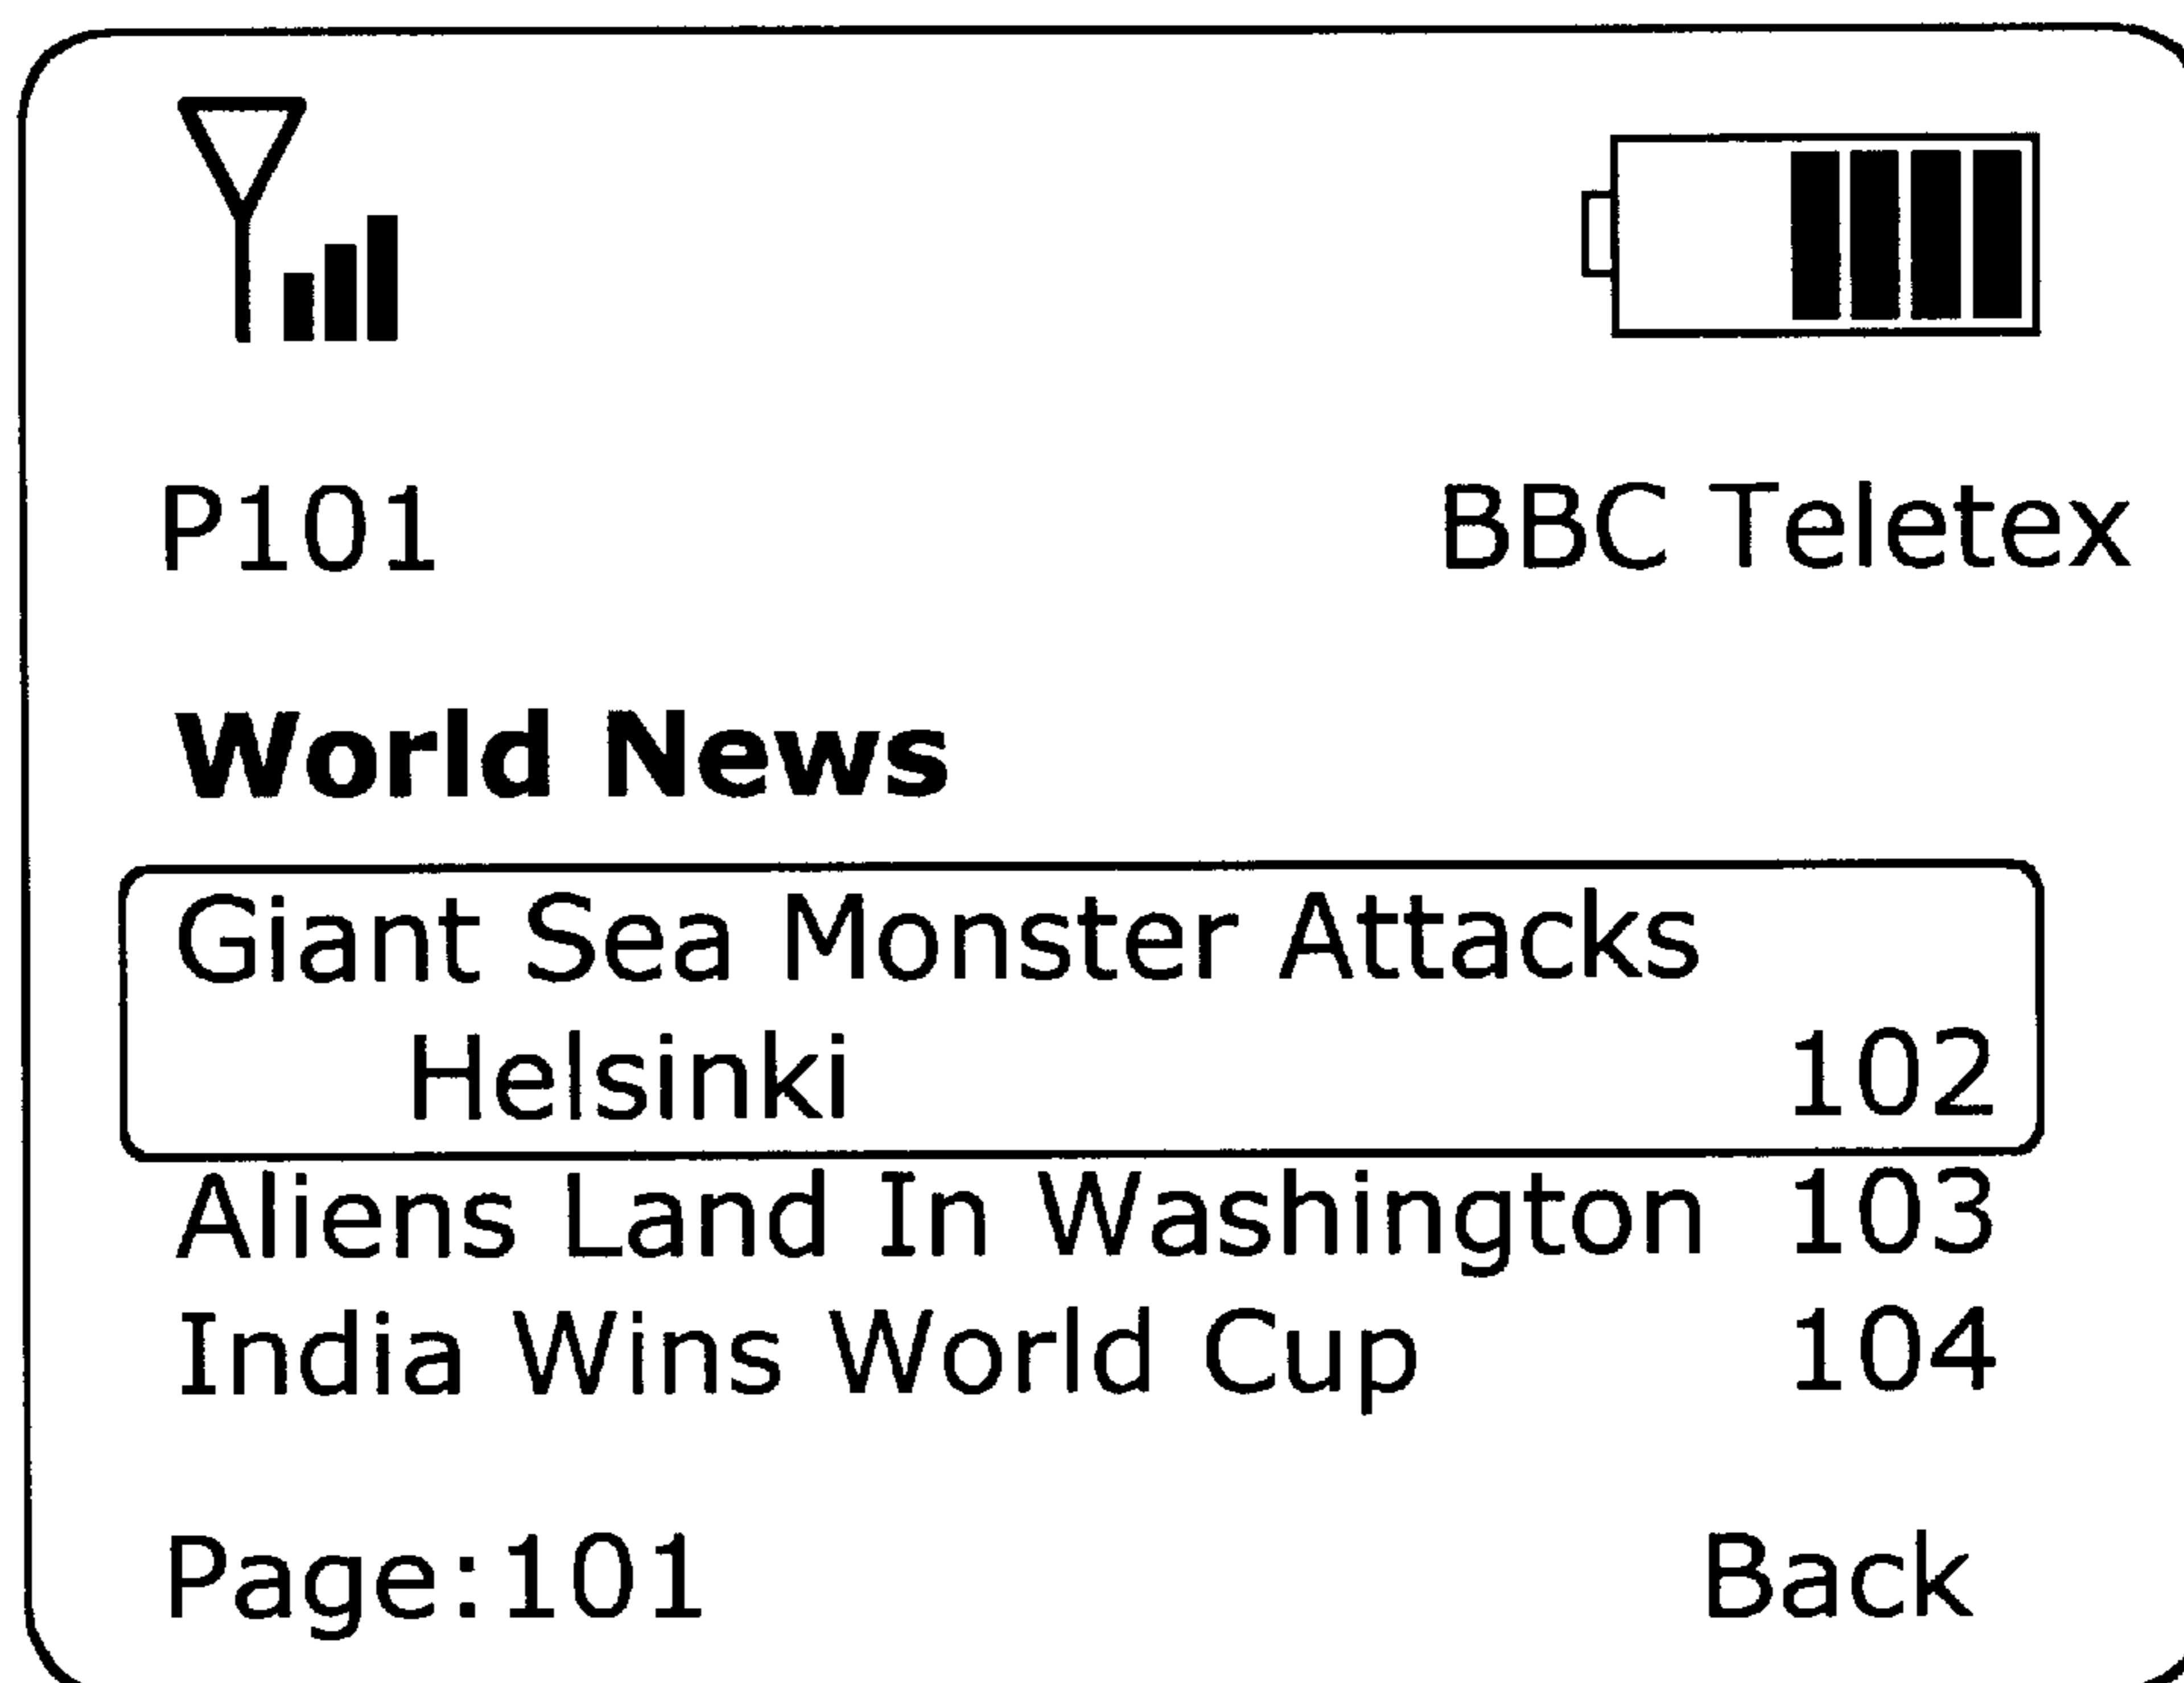 P101 BBC Teletex
World News
Giant Sea Monster Attacks
Helsinki 102
Aliens Land In Washington 103
India Wins World Cup 104
Page:101 Back